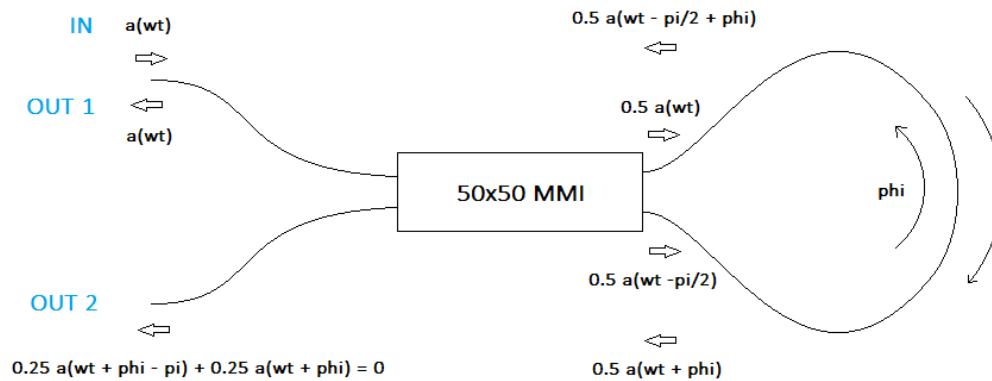 IN
a(wt)
0.5 a(wt - pi/2 + phi)
OUT 1
a(wt)
0.5 a(wt)
50x50 MMI
phi
0.5 a(wt -pi/2)
OUT 2
0.25 a(wt + phi - pi) + 0.25 a(wt + phi) = 0
0.5 a(wt + phi)